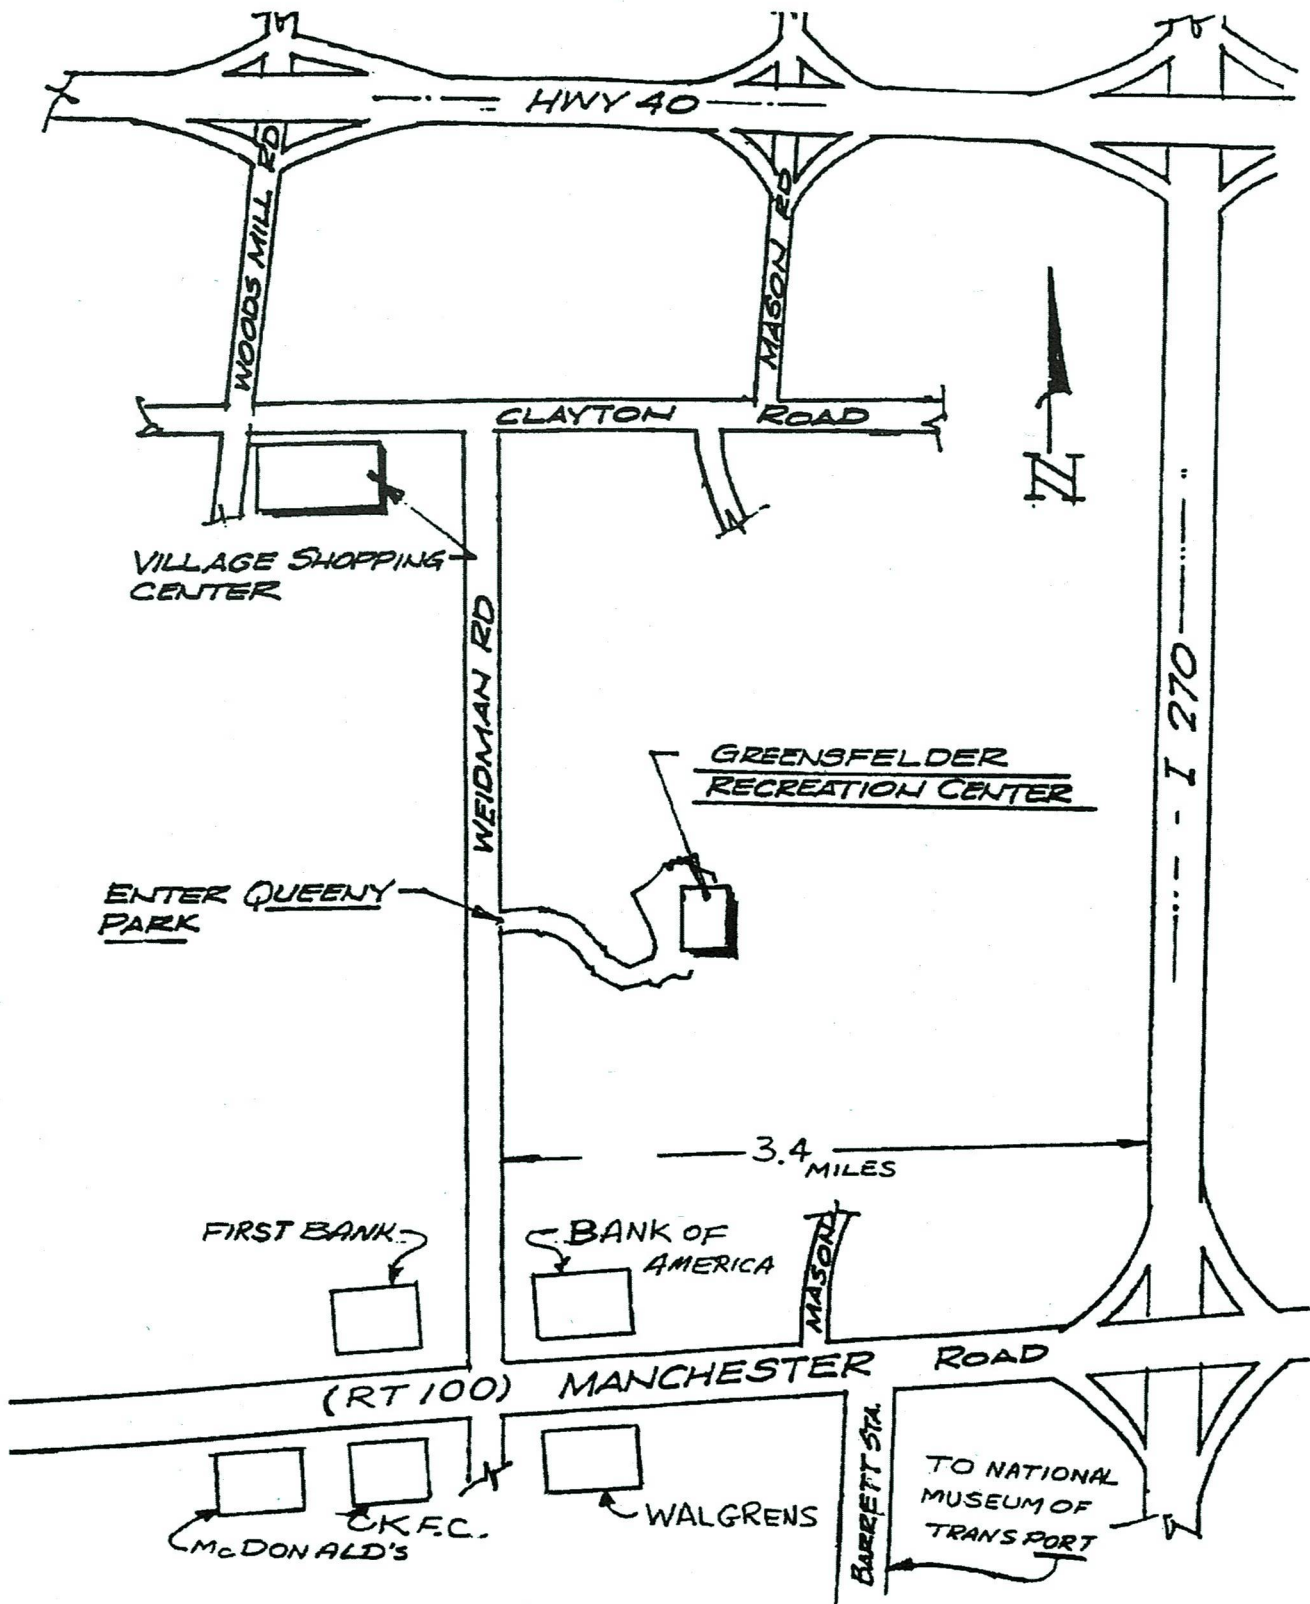 HWY 40
WOODS MILL RD
MASON RD
CLAYTON ROAD
N
VILLAGE SHOPPING
CENTER
WEIDMAN RD
I 270
GREENSFELDER
RECREATION CENTER
ENTER QUEENY
PARK
3.4 MILES
FIRST BANK
BANK OF
AMERICA
MASON
(RT 100) MANCHESTER ROAD
BARRETT STA.
TO NATIONAL
MUSEUM OF
TRANSPORT
WALGRENS
K.F.C.
McDONALD'S